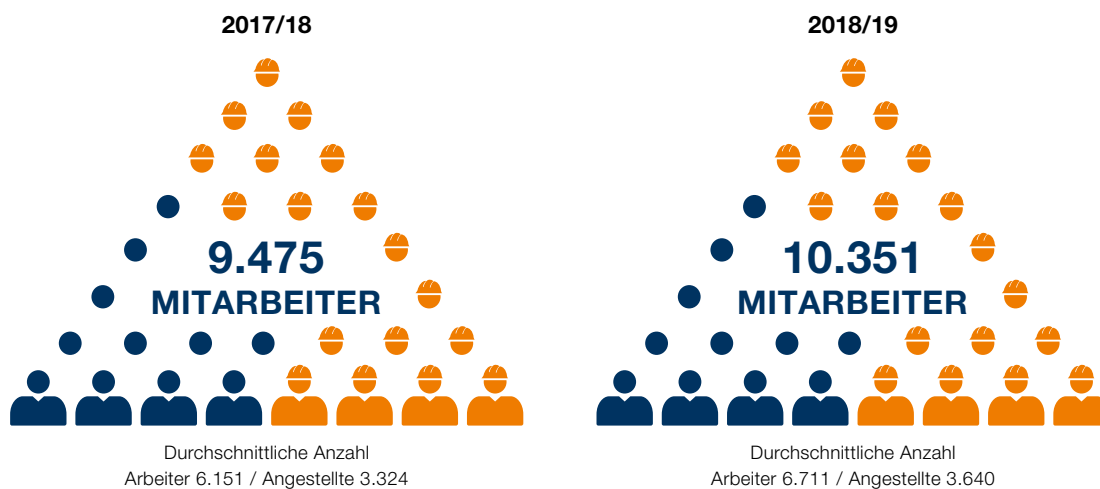 2017/18
9.475
MITARBEITER
Durchschnittliche Anzahl
Arbeiter 6.151 / Angestellte 3.324
2018/19
10.351
MITARBEITER
Durchschnittliche Anzahl
Arbeiter 6.711 / Angestellte 3.640